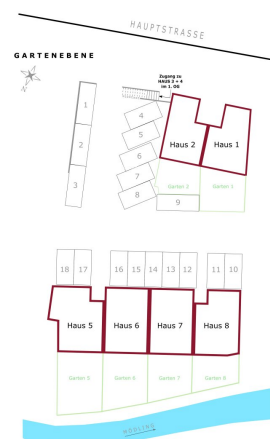 HAUPTSTRASSE
GARTENEBENE
N
Zugang zu
HAUS 3 + 4
im 1. OG
1
2
3
4
5
6
7
8
Haus 2
Haus 1
Garten 2
Garten 1
9
18
17
16
15
14
13
12
11
10
Haus 5
Haus 6
Haus 7
Haus 8
Garten 5
Garten 6
Garten 7
Garten 8
MÖDLING